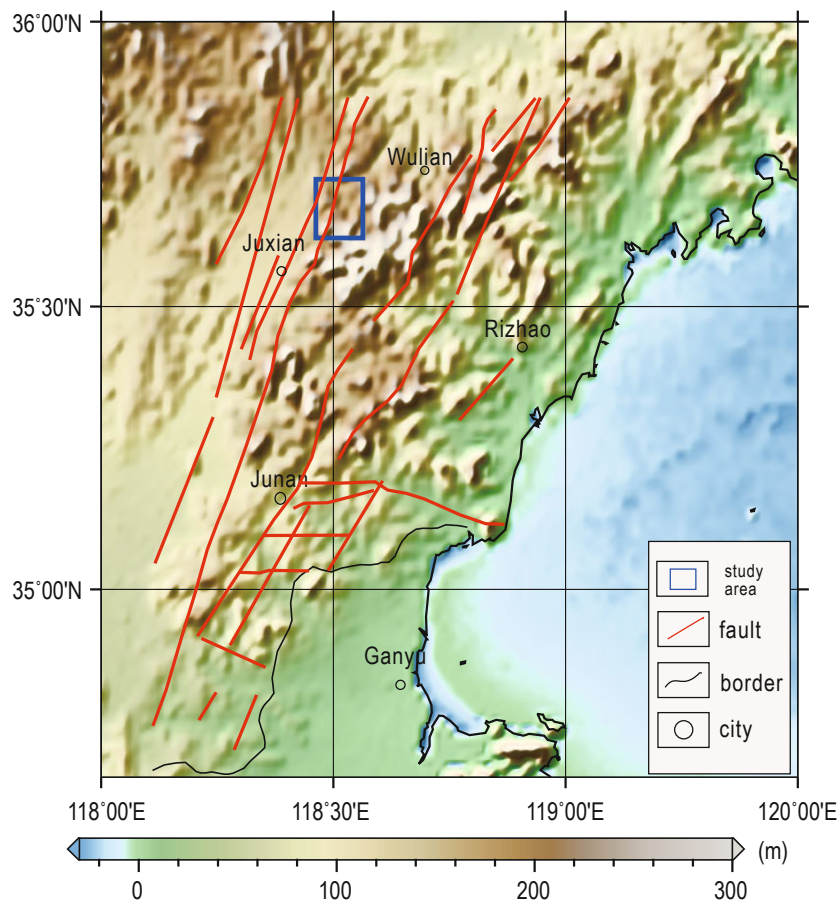 36°00'N
Wulian
Juxian
35°30'N
Rizhao
Junan
35°00'N
Ganyu
study
area
fault
border
city
118°00'E
118°30'E
119°00'E
120°00'E
(m)
0
100
200
300